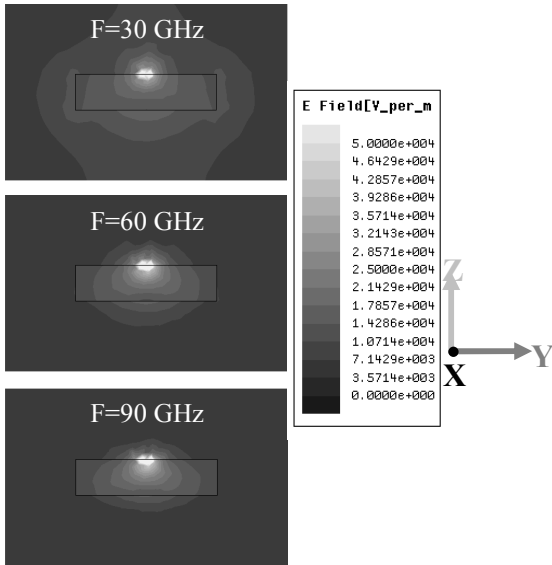 F=30 GHz
F=60 GHz
F=90 GHz
E Field[V_per_m
5.0000e+004
4.6429e+004
4.2857e+004
3.9286e+004
3.5714e+004
3.2143e+004
2.8571e+004
2.5000e+004
2.1429e+004
1.7857e+004
1.4286e+004
1.0714e+004
7.1429e+003
3.5714e+003
0.0000e+000
Z
Y
X